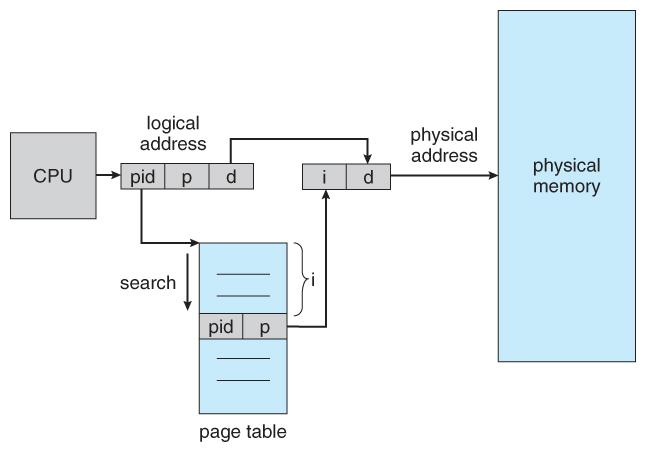 logical
address
physical
address
CPU
pid p d
i d
physical
memory
search
i
pid p
page table